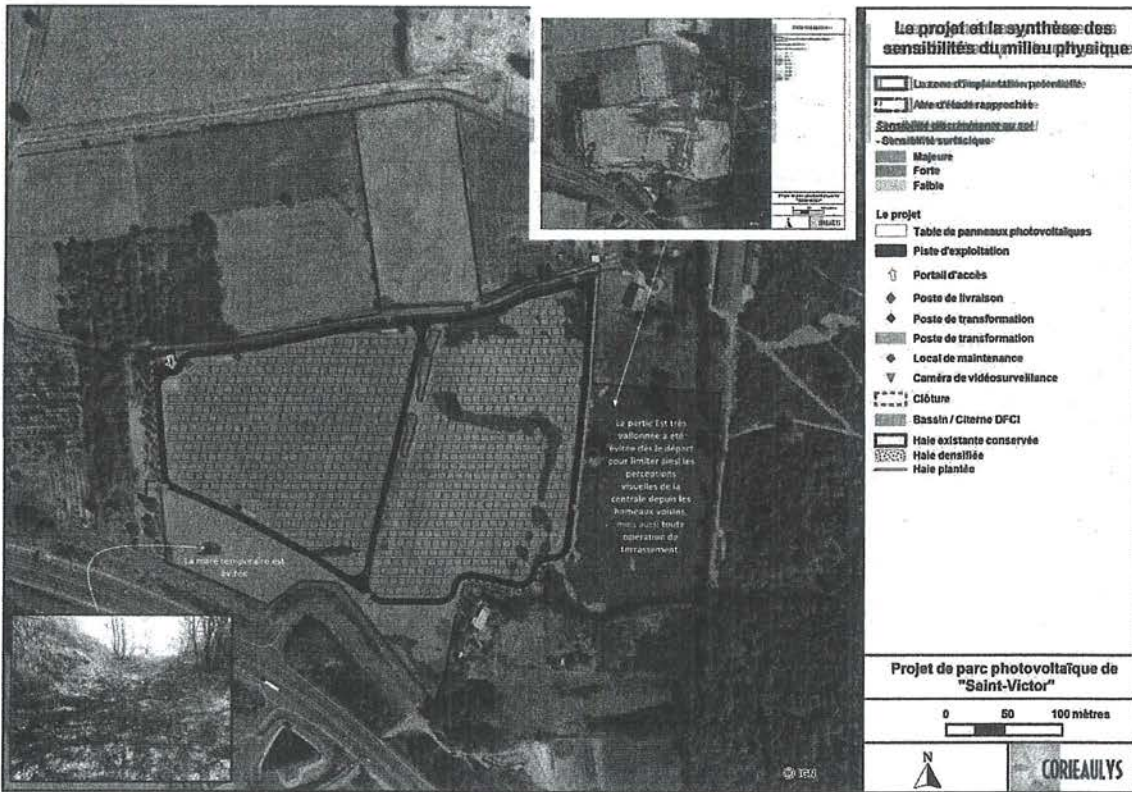 Le projet et la synthèse des
sensibilités du milieu physique
La zone d'implantation potentielle
Aire d'étude rapprochée
Sensibilité
au sol
- Sensibilité surfacique
Majeure
Forte
Faible
Le projet
Table de panneaux photovoltaïques
Piste d'exploitation
Portail d'accès
Poste de livraison
Poste de transformation
Poste de transformation
Local de maintenance
Caméra de vidéosurveillance
Clôture
Bassin / Citerne DFCI
Haie existante conservée
Haie densifiée
Haie plantée
La partie Est très
vallonnée a été
évitée dès le départ
pour limiter ainsi les
perceptions
visuelles de la
centrale depuis les
hameaux voisins,
mais aussi toute
opération de
terrassement
La mare temporaire est
évitée
© IGN
Projet de parc photovoltaïque de
"Saint-Victor"
0 50 100 mètres
N
CORIEAULYS